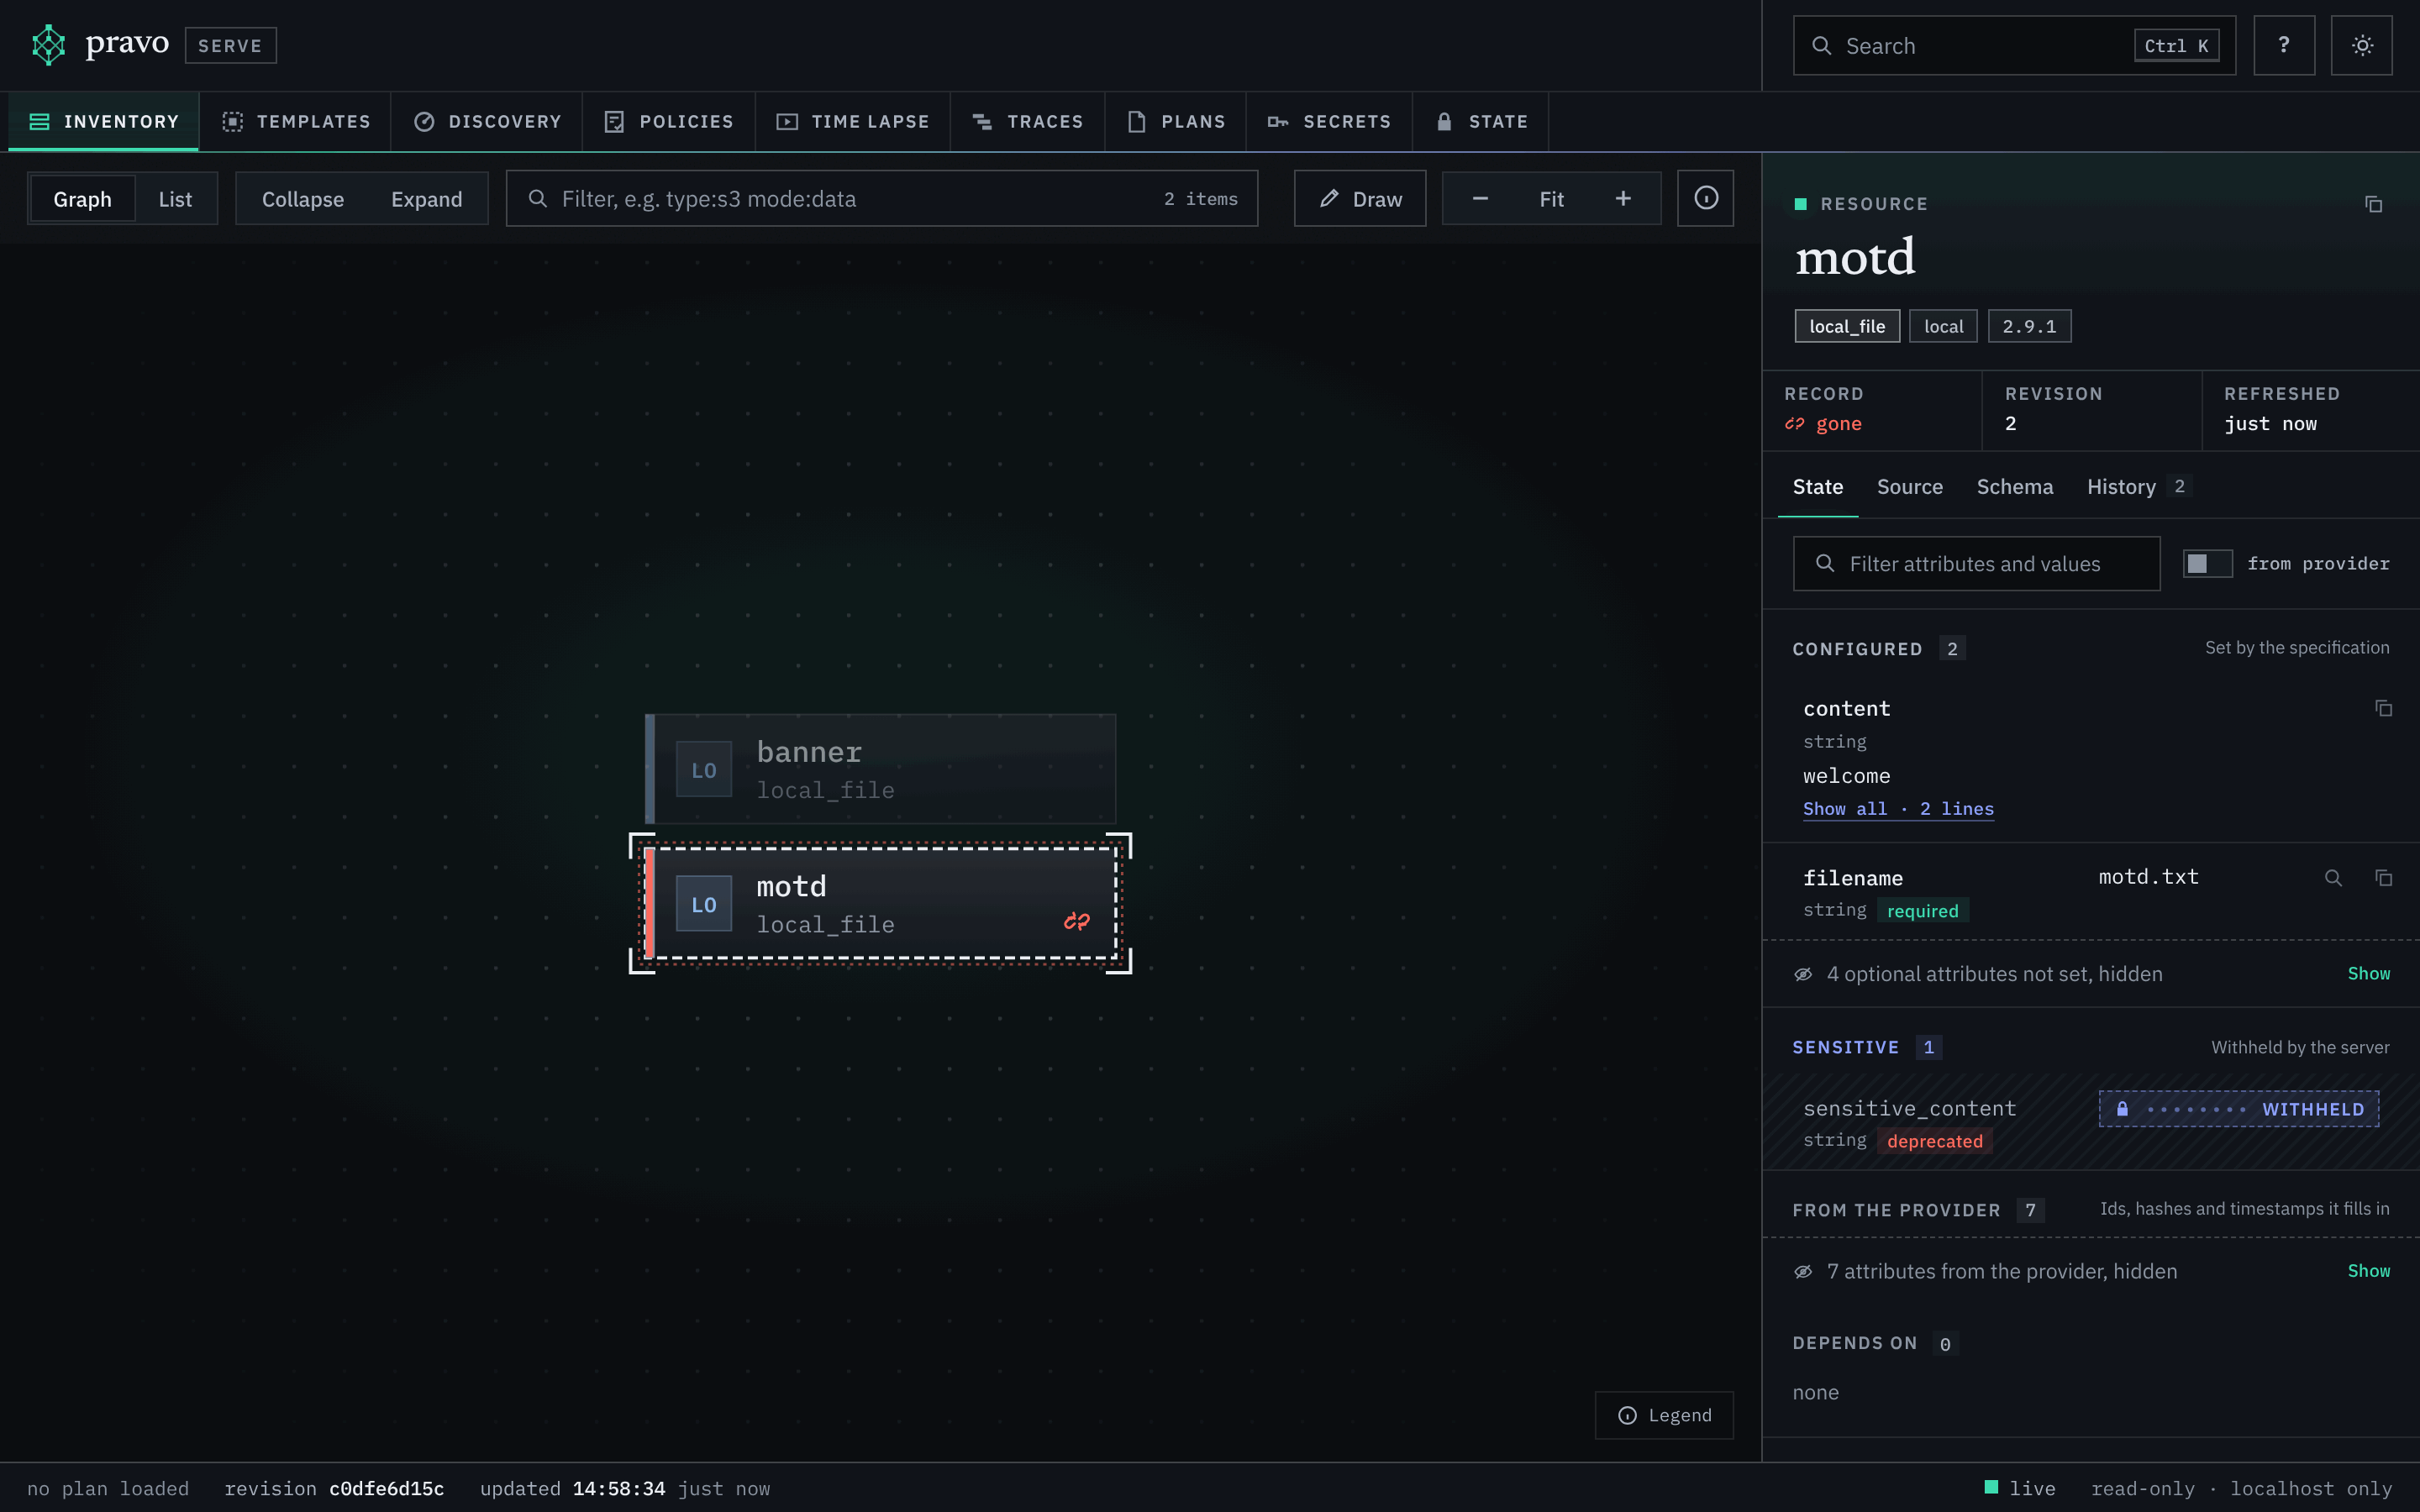 pravo SERVE
Search Ctrl K ?
INVENTORY TEMPLATES DISCOVERY POLICIES TIME LAPSE TRACES PLANS SECRETS STATE
Graph List Collapse Expand Filter, e.g. type:s3 mode:data 2 items Draw − Fit +
LO
banner
local_file
LO
motd
local_file
Legend
RESOURCE
motd
local_file local 2.9.1
RECORD REVISION REFRESHED
gone 2 just now
State Source Schema History 2
Filter attributes and values from provider
CONFIGURED 2 Set by the specification
content
string
welcome
Show all · 2 lines
filename motd.txt
string required
4 optional attributes not set, hidden Show
SENSITIVE 1 Withheld by the server
sensitive_content WITHHELD
string deprecated
FROM THE PROVIDER 7 Ids, hashes and timestamps it fills in
7 attributes from the provider, hidden Show
DEPENDS ON 0
none
no plan loaded revision c0dfe6d15c updated 14:58:34 just now live read-only · localhost only